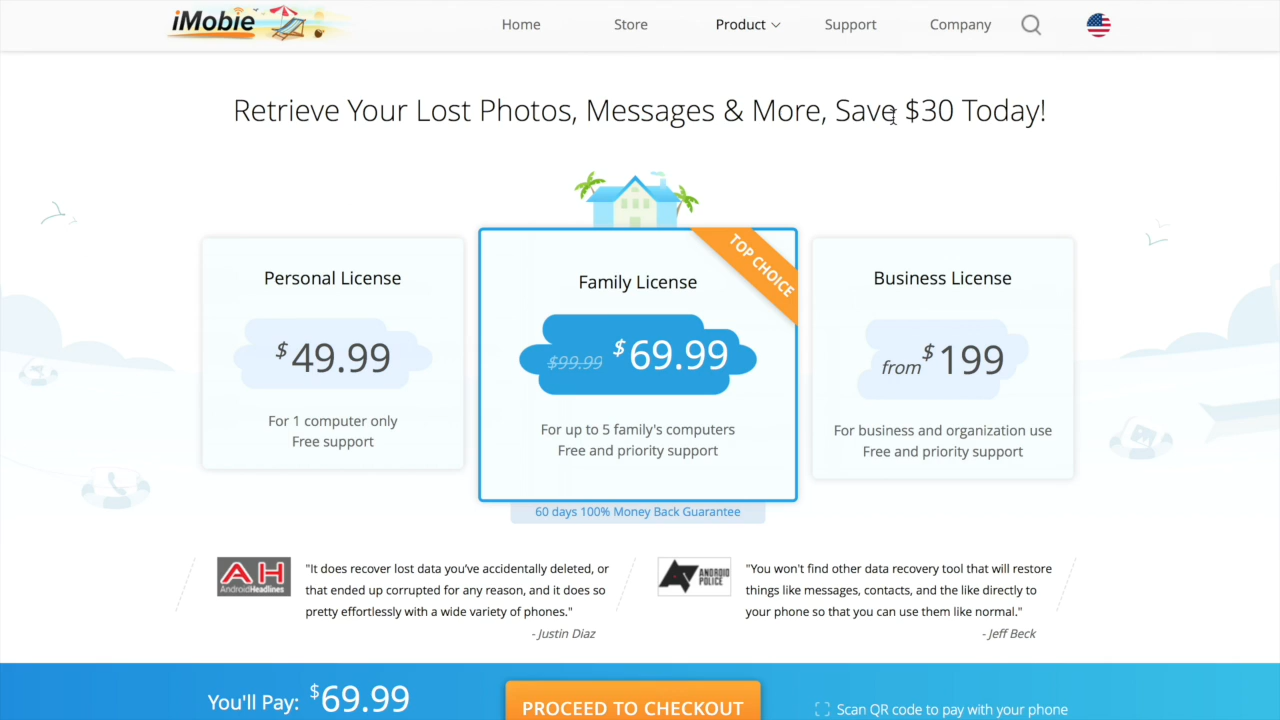 iMobie
Home
Store
Product
Support
Company
Retrieve Your Lost Photos, Messages & More, Save $30 Today!
Personal License
$49.99
For 1 computer only
Free support
TOP CHOICE
Family License
$99.99 $69.99
For up to 5 family's computers
Free and priority support
60 days 100% Money Back Guarantee
Business License
from $199
For business and organization use
Free and priority support
AH
AndroidHeadlines
"It does recover lost data you've accidentally deleted, or
that ended up corrupted for any reason, and it does so
pretty effortlessly with a wide variety of phones."
- Justin Diaz
ANDROID
POLICE
"You won't find other data recovery tool that will restore
things like messages, contacts, and the like directly to
your phone so that you can use them like normal."
- Jeff Beck
You'll Pay: $69.99
PROCEED TO CHECKOUT
Scan QR code to pay with your phone